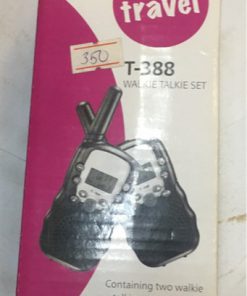 travel
350
T-388
WALKIE TALKIE SET
Containing two walkie